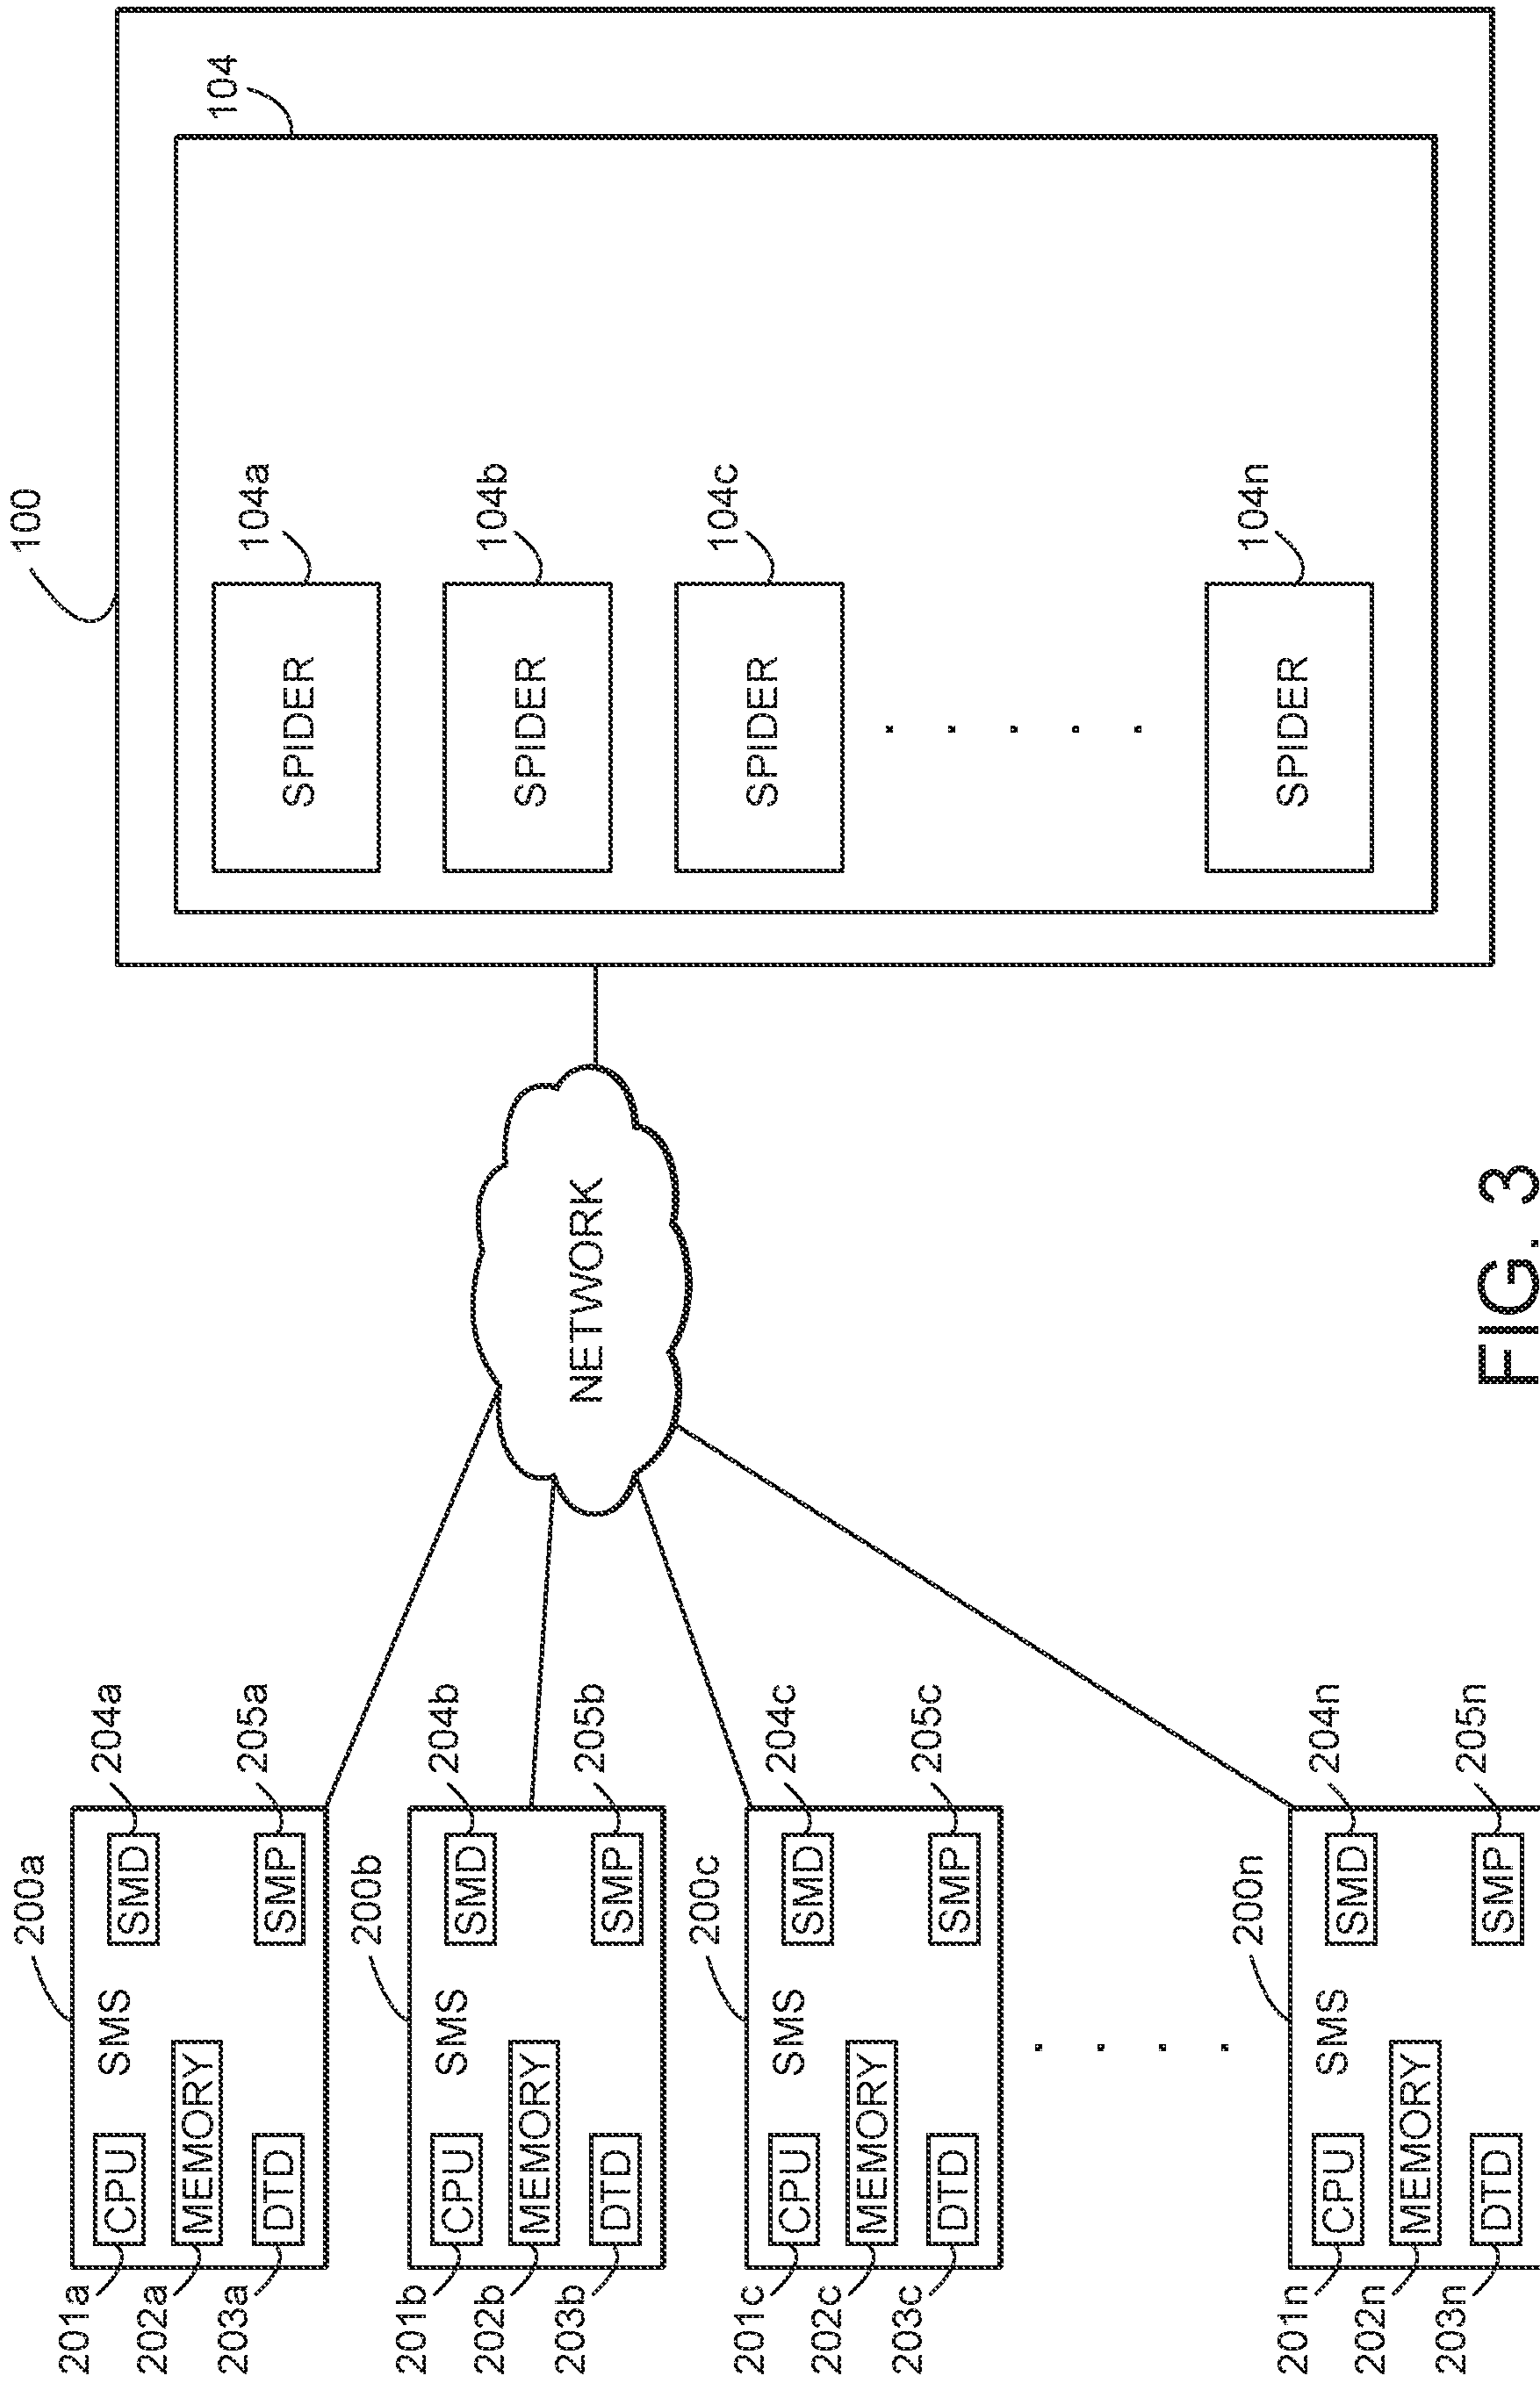 200a
201a
CPU
SMS
SMD
204a
202a
MEMORY
203a
DTD
SMP
205a
200b
201b
CPU
SMS
SMD
204b
202b
MEMORY
203b
DTD
SMP
205b
200c
201c
CPU
SMS
SMD
204c
202c
MEMORY
203c
DTD
SMP
205c
200n
201n
CPU
SMS
SMD
204n
202n
MEMORY
203n
DTD
SMP
205n
NETWORK
100
104
104a
SPIDER
104b
SPIDER
104c
SPIDER
104n
SPIDER
FIG. 3